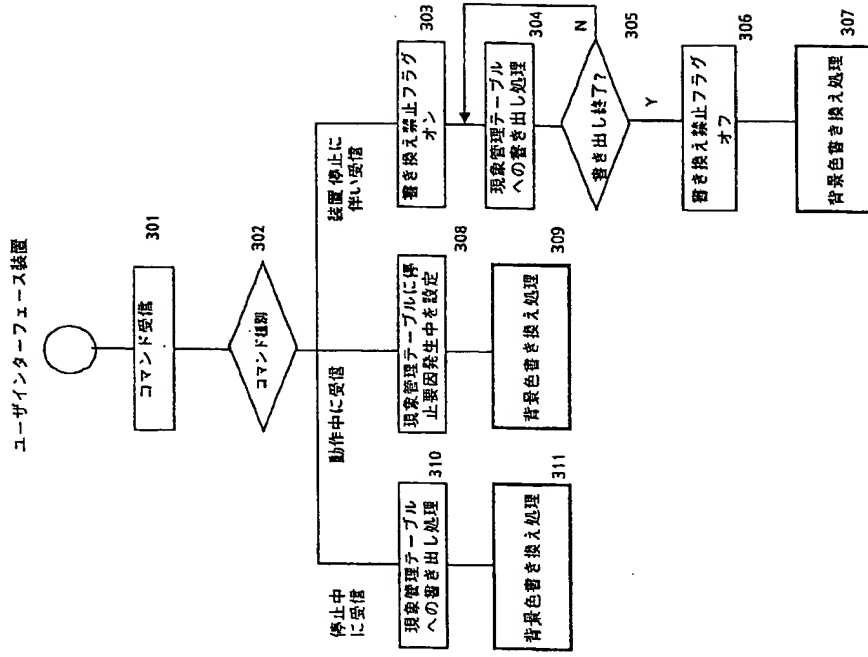 ユーザインターフェース装置
コマンド受信
301
コマンド種別
302
停止中
に受信
動作中に受信
装置停止に
伴い受信
現象管理テーブル
への書き出し処理
310
背景色書き換え処理
311
現象管理テーブルに停
止要因発生中を設定
308
背景色書き換え処理
309
書き換え禁止フラグ
オン
303
現象管理テーブル
への書き出し処理
304
書き出し終了?
305
N
Y
書き換え禁止フラグ
オフ
306
背景色書き換え処理
307